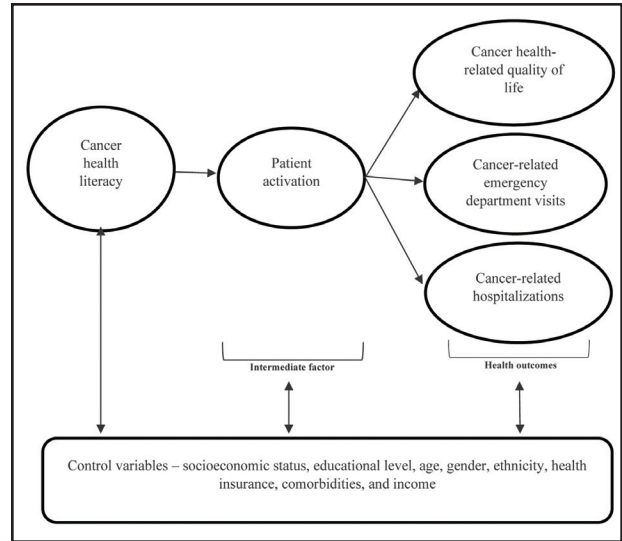 Cancer health-
related quality of
life
Cancer
health
literacy
Patient
activation
Cancer-related
emergency
department visits
Cancer-related
hospitalizations
Intermediate factor
Health outcomes
Control variables – socioeconomic status, educational level, age, gender, ethnicity, health
insurance, comorbidities, and income